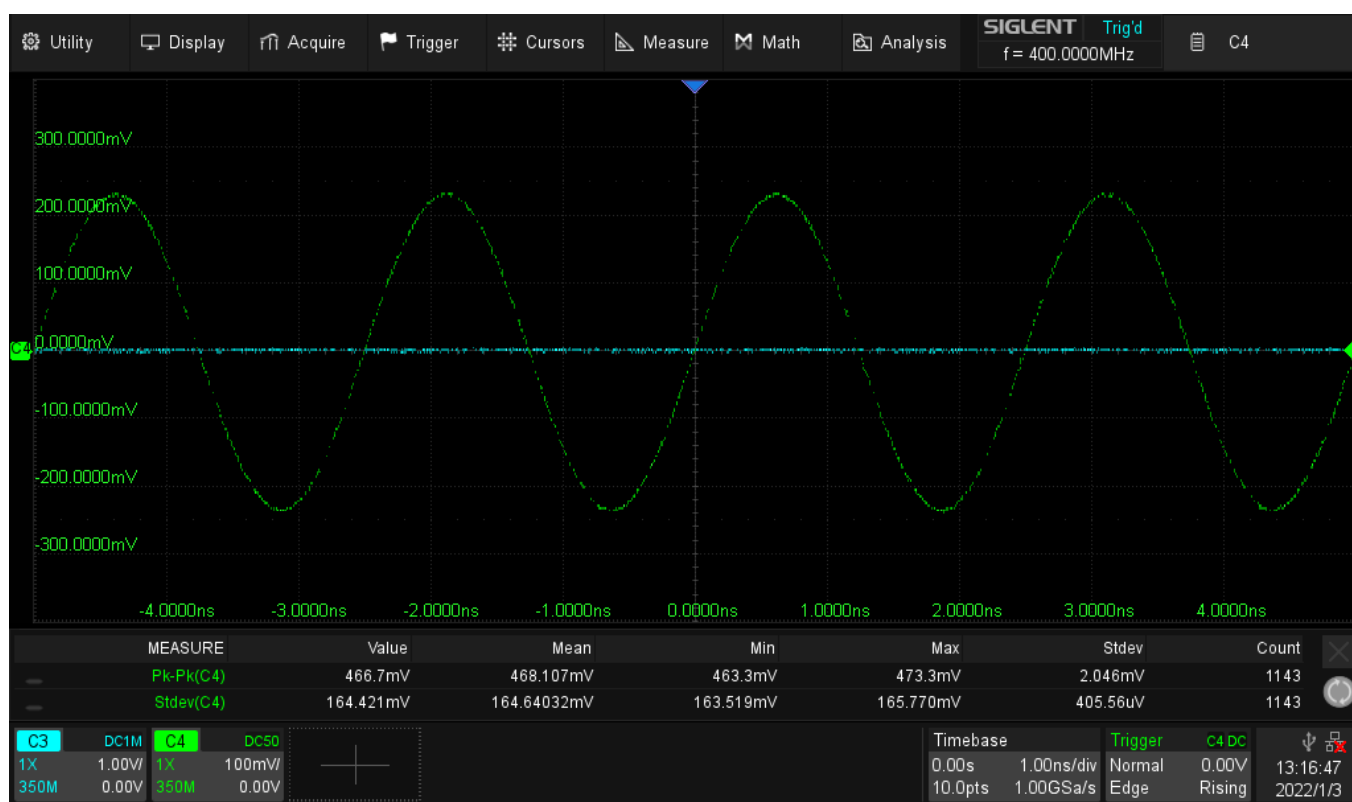 Utility Display Acquire Trigger Cursors Measure Math Analysis SIGLENT Trig'd C4
f = 400.0000MHz
300.0000mV
200.0000mV
100.0000mV
C4 0.0000mV
-100.0000mV
-200.0000mV
-300.0000mV
-4.0000ns -3.0000ns -2.0000ns -1.0000ns 0.0000ns 1.0000ns 2.0000ns 3.0000ns 4.0000ns
MEASURE Value Mean Min Max Stdev Count
Pk-Pk(C4) 466.7mV 468.107mV 463.3mV 473.3mV 2.046mV 1143
Stdev(C4) 164.421mV 164.64032mV 163.519mV 165.770mV 405.56uV 1143
C3 DC1M C4 DC50 Timebase Trigger C4 DC
1X 1.00V/ 1X 100mV/ 0.00s 1.00ns/div Normal 0.00V 13:16:47
350M 0.00V 350M 0.00V 10.0pts 1.00GSa/s Edge Rising 2022/1/3